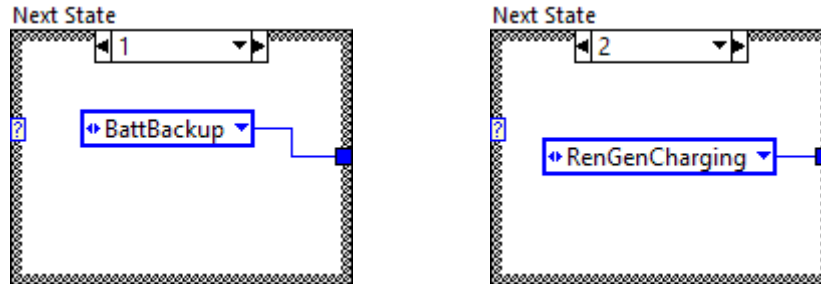 Next State
1
?
BattBackup
Next State
2
?
RenGenCharging